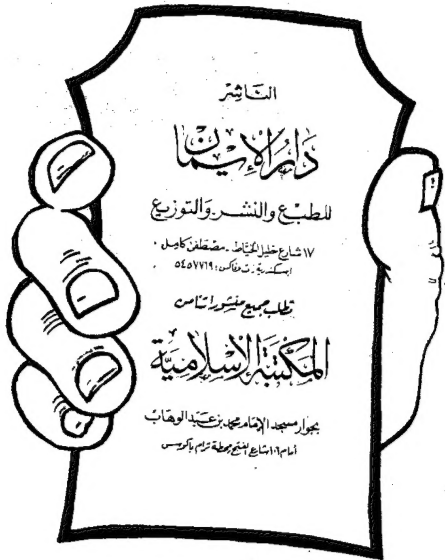 الناشر
دار الإيمان
للطبع والنشر والتوزيع
١٧ شارع خليل الخياط - مصطفى كامل -
اسكندرية: ت وفاكس: ٥٤٥٧٧٦٩
تطلب جميع منشوراتنا من
المكتبة الإسلامية
بجوار مسجد الإمام محمد بن عبد الوهاب
أمام ١٠٦ شارع الفتح محطة ترام باكوس